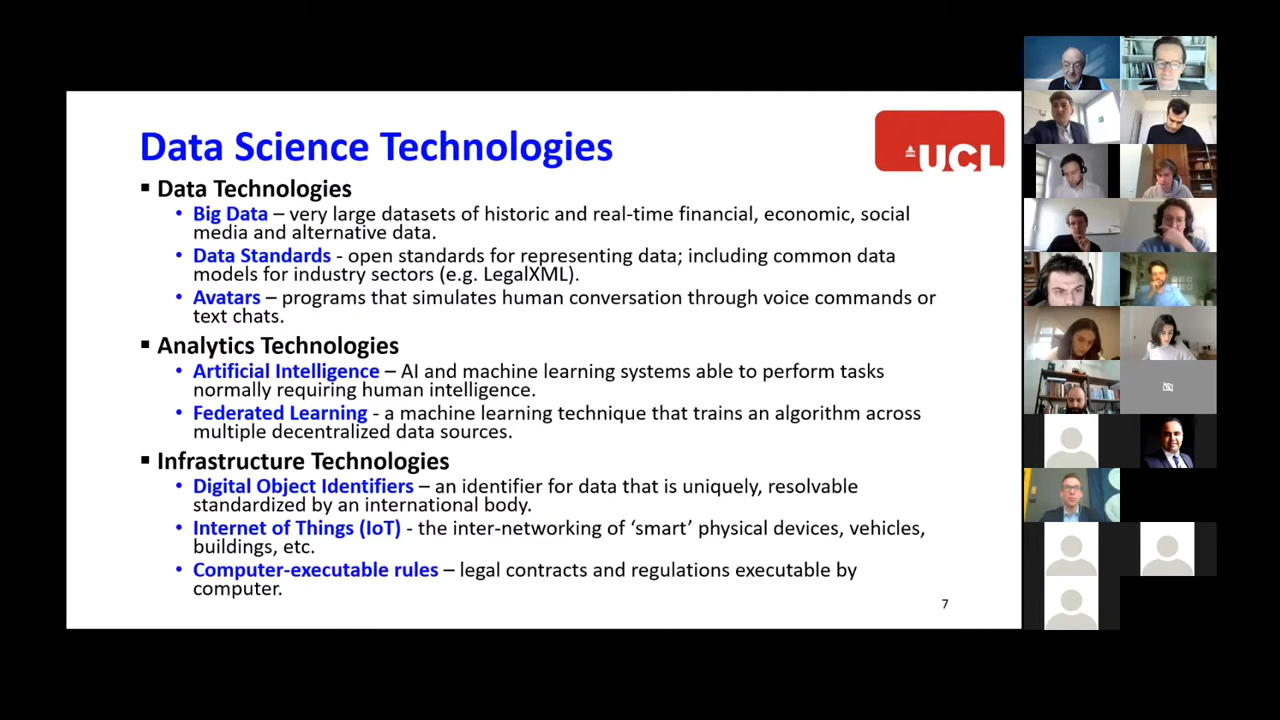 Data Science Technologies
UCL
▪ Data Technologies
• Big Data – very large datasets of historic and real-time financial, economic, social
media and alternative data.
• Data Standards - open standards for representing data; including common data
models for industry sectors (e.g. LegalXML).
• Avatars – programs that simulates human conversation through voice commands or
text chats.
▪ Analytics Technologies
• Artificial Intelligence – AI and machine learning systems able to perform tasks
normally requiring human intelligence.
• Federated Learning - a machine learning technique that trains an algorithm across
multiple decentralized data sources.
▪ Infrastructure Technologies
• Digital Object Identifiers – an identifier for data that is uniquely, resolvable
standardized by an international body.
• Internet of Things (IoT) - the inter-networking of ‘smart’ physical devices, vehicles,
buildings, etc.
• Computer-executable rules – legal contracts and regulations executable by
computer.
7